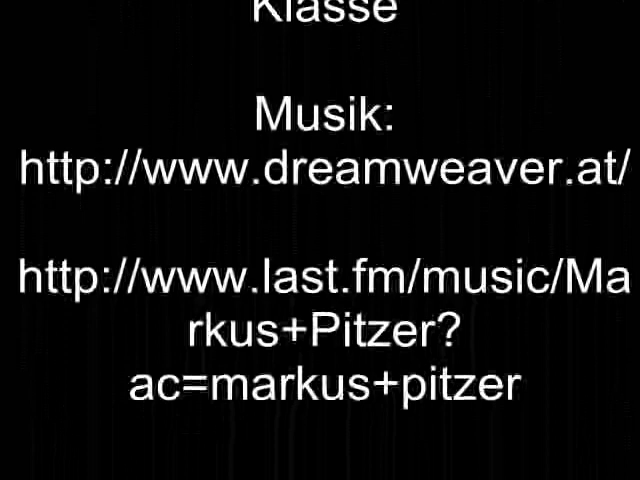 Klasse
Musik:
http://www.dreamweaver.at/
http://www.last.fm/music/Ma
rkus+Pitzer?
ac=markus+pitzer